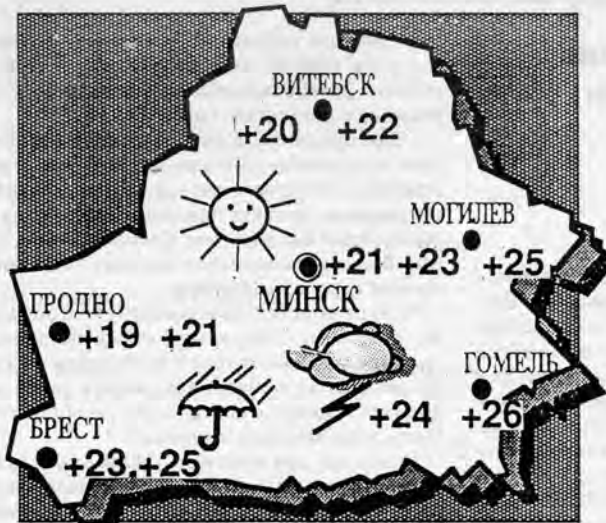 ВИТЕБСК
+20 +22
МОГИЛЕВ
+21 +23 +25
МИНСК
ГРОДНО
+19 +21
ГОМЕЛЬ
+24 +26
БРЕСТ
+23, +25